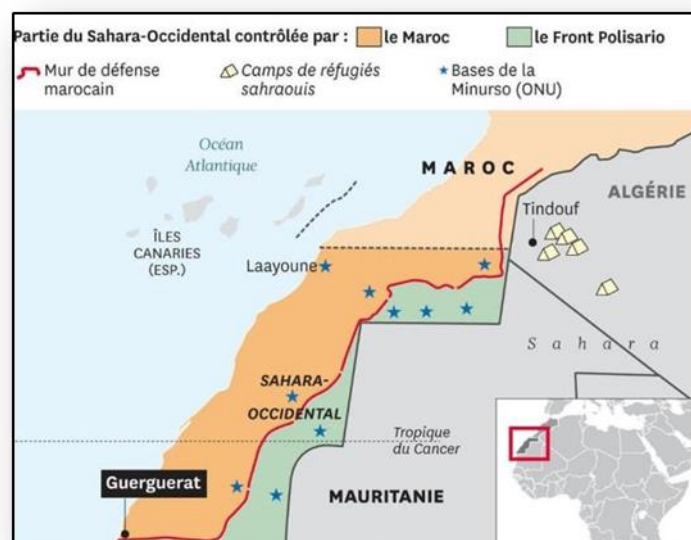 Partie du Sahara-Occidental contrôlée par : le Maroc le Front Polisario
Mur de défense
marocain
Camps de réfugiés
sahraouis
Bases de la
Minurso (ONU)
Océan
Atlantique
MAROC
ALGÉRIE
Tindouf
ÎLES
CANARIES
(ESP.)
Laayoune
Sahara
SAHARA-
OCCIDENTAL
Tropique
du Cancer
Guerguerat
MAURITANIE